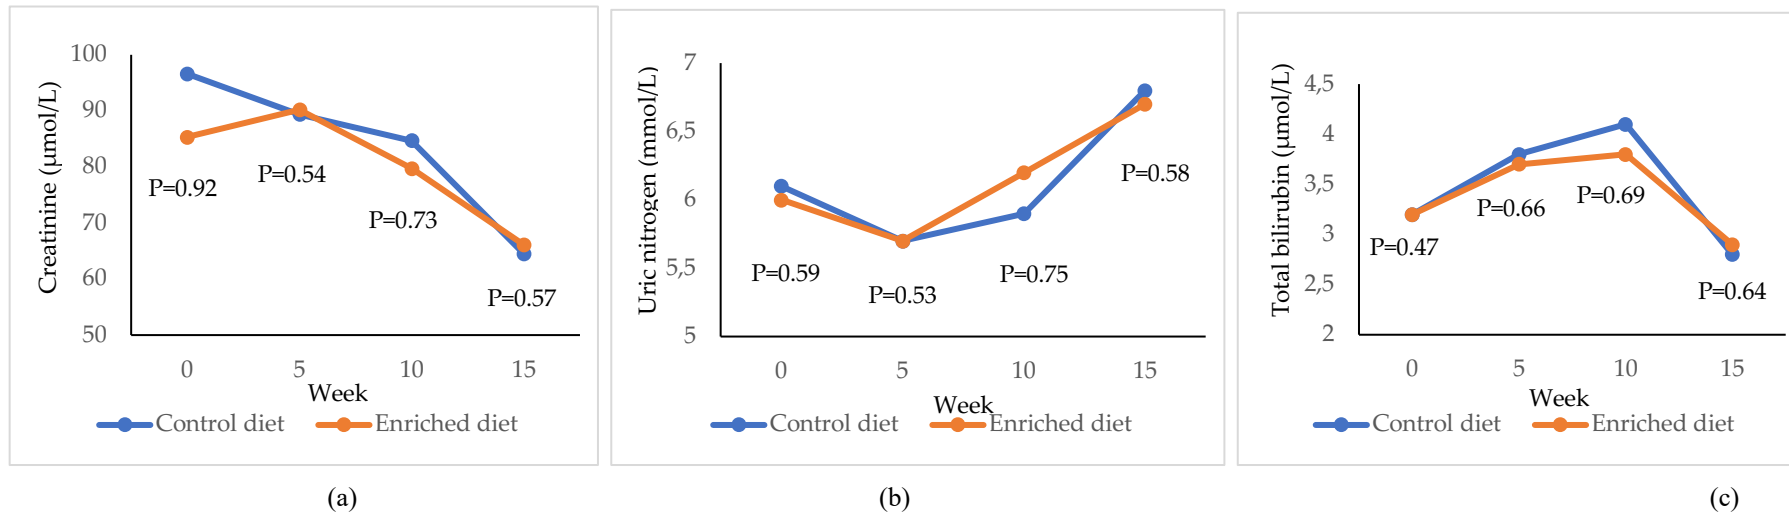 Creatinine (µmol/L)
100
90
80
70
60
50
P=0.92
P=0.54
P=0.73
P=0.57
0 5 10 15
Week
Control diet Enriched diet
(a)
Uric nitrogen (mmol/L)
7
6,5
6
5,5
5
P=0.59
P=0.53
P=0.75
P=0.58
0 5 10 15
Week
Control diet Enriched diet
(b)
Total bilirubin (µmol/L)
4,5
4
3,5
3
2,5
2
P=0.47
P=0.66
P=0.69
P=0.64
0 5 10 15
Week
Control diet Enriched diet
(c)